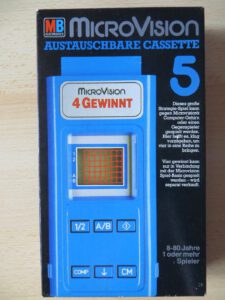 MB
MICROVISION
AUSTAUSCHBARE CASSETTE
5
MICROVISION
4 GEWINNT
Dieses große
Strategie-Spiel kann
gegen Microvisions
Computer-Gehirn
oder einen
Gegenspieler
gespielt werden.
Hier heißt es, klug
vorzugehen, um
vier in eine Reihe zu
bringen.
Vier gewinnt kann
nur in Verbindung
mit der Microvision
Spiel-Basis gespielt
werden - wird
separat verkauft.
1/2
A/B
COMP
CM
8-80 Jahre
1 oder mehr
Spieler